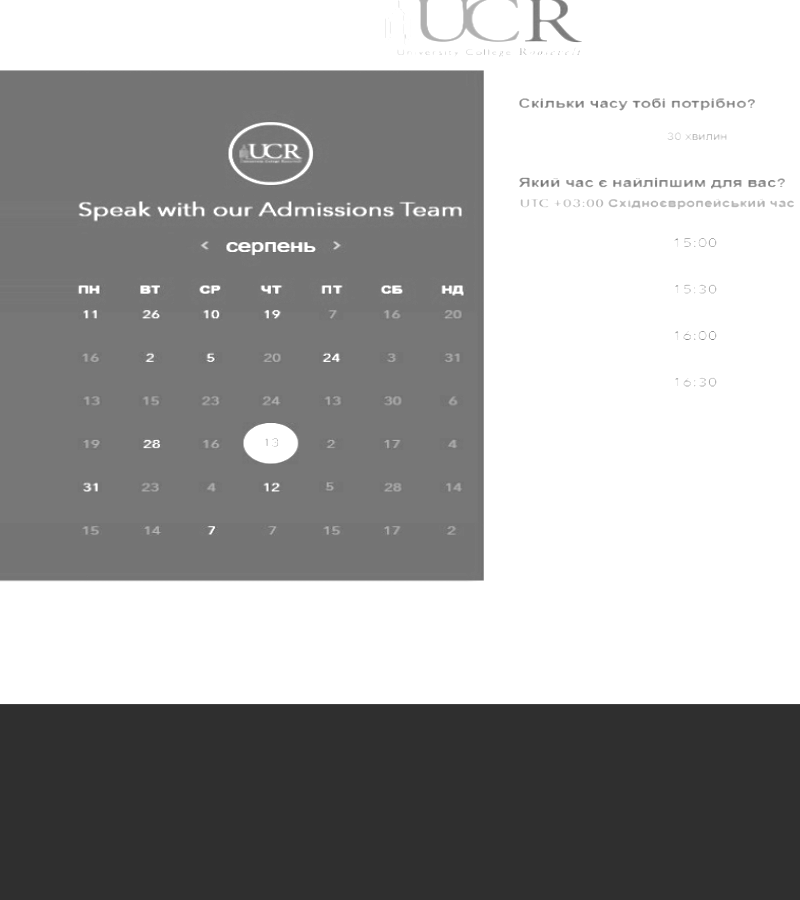 UCR
University College Roosevelt
UCR
Speak with our Admissions Team
< серпень >
ПН ВТ СР ЧТ ПТ СБ НД
11 26 10 19 7 16 20
16 2 5 20 24 3 31
13 15 23 24 13 30 6
19 28 16 13 2 17 4
31 23 4 12 5 28 14
15 14 7 7 15 17 2
Скільки часу тобі потрібно?
30 хвилин
Який час є найліпшим для вас?
UTC +03:00 Східноєвропейський час
15:00
15:30
16:00
16:30